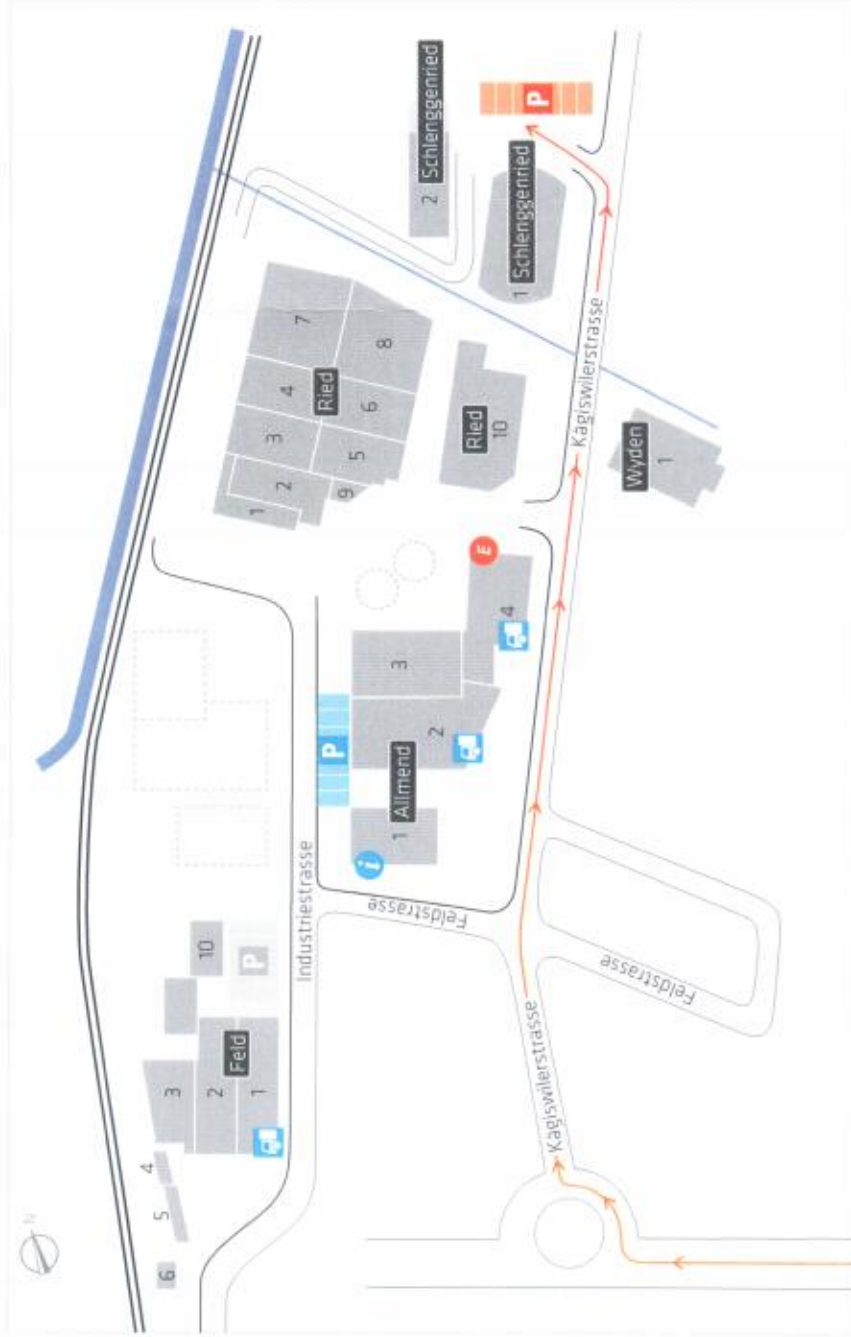 N
6
5
4
3
2
1
Feld
10
P
Industriestrasse
Feldstrasse
i
1
Allmend
P
2
3
4
E
1
2
3
4
7
Ried
9
5
6
8
Ried
10
2 Schlenggenried
1 Schlenggenried
P
Kägiswilerstrasse
Kägiswilerstrasse
Feldstrasse
Wyden
1